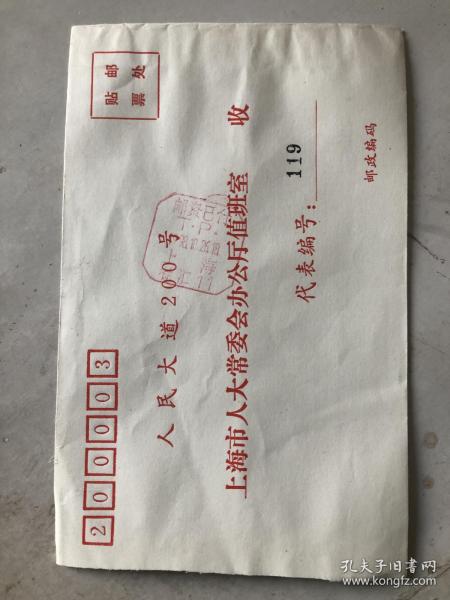 200003
贴邮
票处
人民大道200号
上海市人大常委会办公厅值班室 收
代表编号：119
邮政编码
孔夫子旧书网
www.kongfz.com